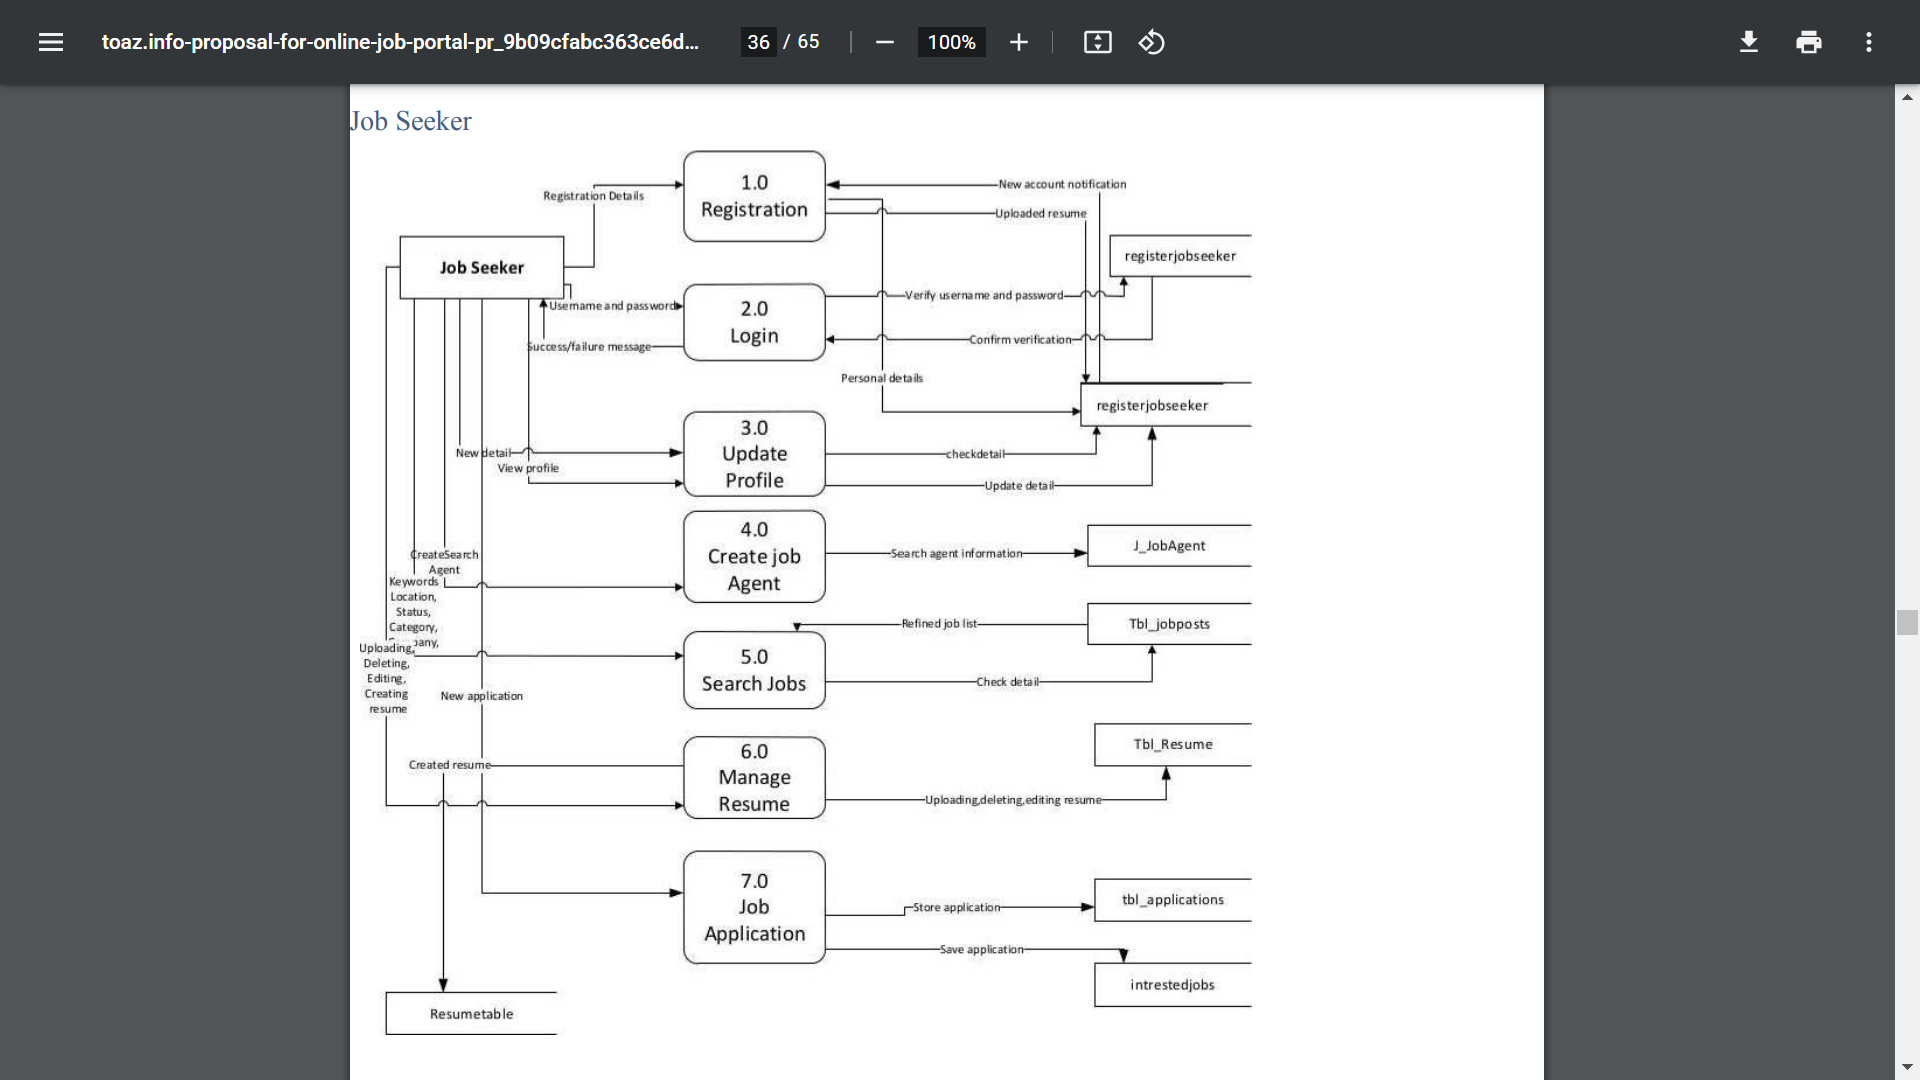 toaz.info-proposal-for-online-job-portal-pr_9b09cfabc363ce6d...
36 / 65
100%
Job Seeker
1.0
Registration
Registration Details
New account notification
Uploaded resume
Job Seeker
registerjobseeker
Username and password
2.0
Login
Verify username and password
Success/failure message
Confirm verification
Personal details
registerjobseeker
3.0
Update
Profile
New detail
View profile
checkdetail
Update detail
4.0
Create job
Agent
Search agent information
J_JobAgent
CreateSearch
Agent
Keywords
Location,
Status,
Category,
Refined job list
Tbl_jobposts
5.0
Search Jobs
Uploading,
Deleting,
Editing,
Creating
resume
Check detail
New application
6.0
Manage
Resume
Created resume
Tbl_Resume
Uploading,deleting,editing resume
7.0
Job
Application
Store application
tbl_applications
Save application
intrestedjobs
Resumetable